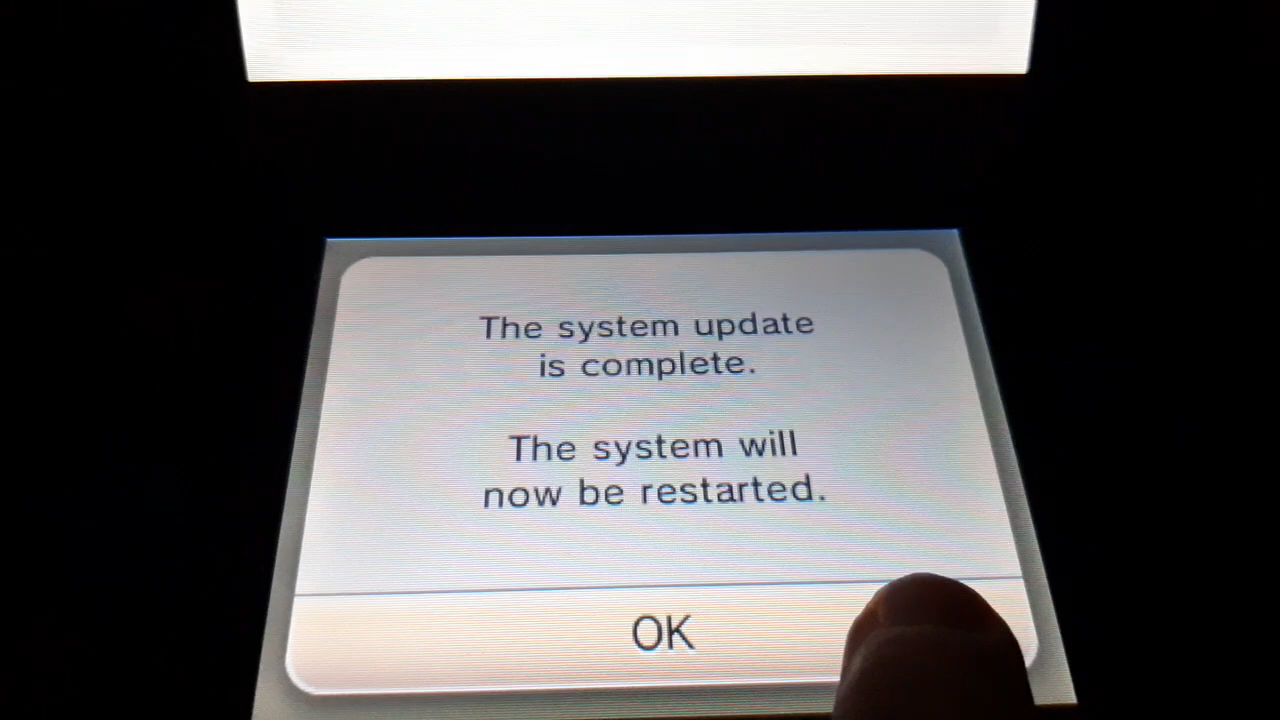 The system update
is complete.
The system will
now be restarted.
OK